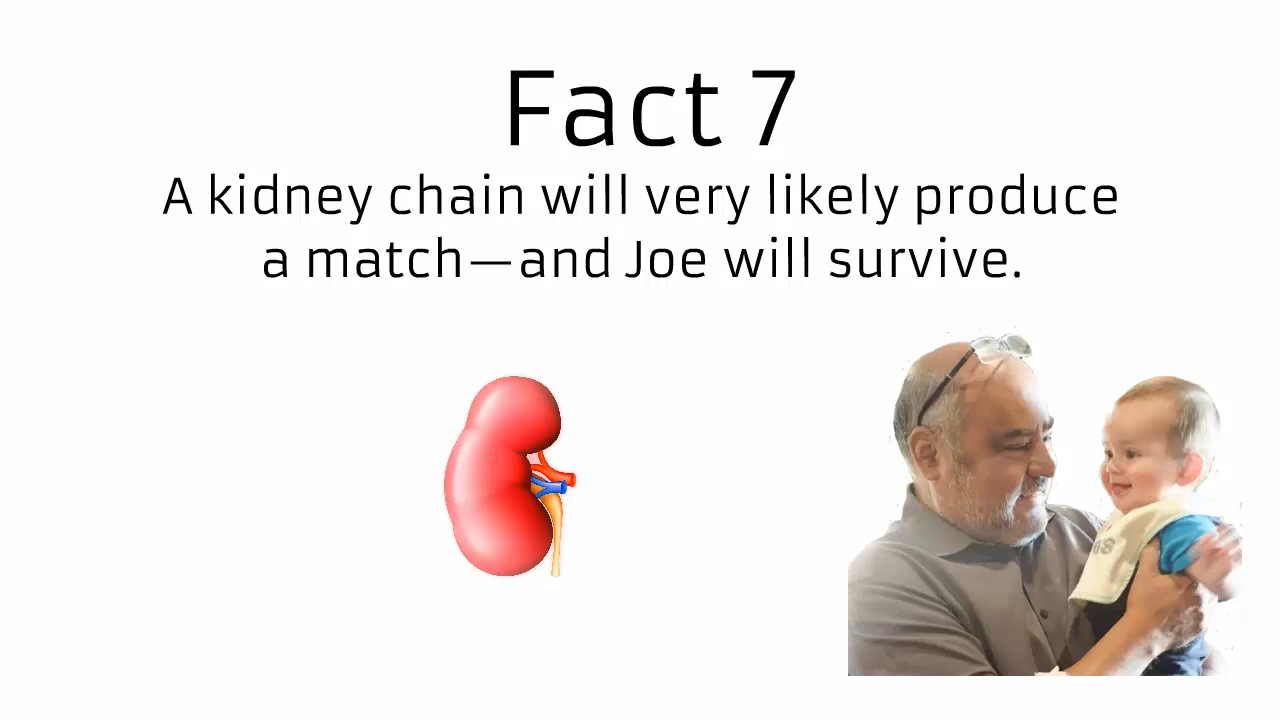 Fact 7
A kidney chain will very likely produce
a match—and Joe will survive.